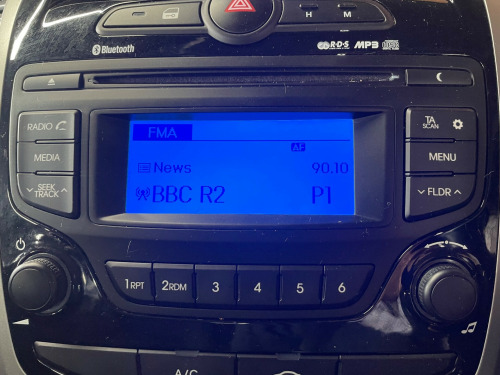 H M
Bluetooth R·D·S MP3
RADIO
MEDIA
SEEK
TRACK
FMA
AF
News 90.10
BBC R2 P1
TA
SCAN
MENU
FLDR
1RPT 2RDM 3 4 5 6
A/C